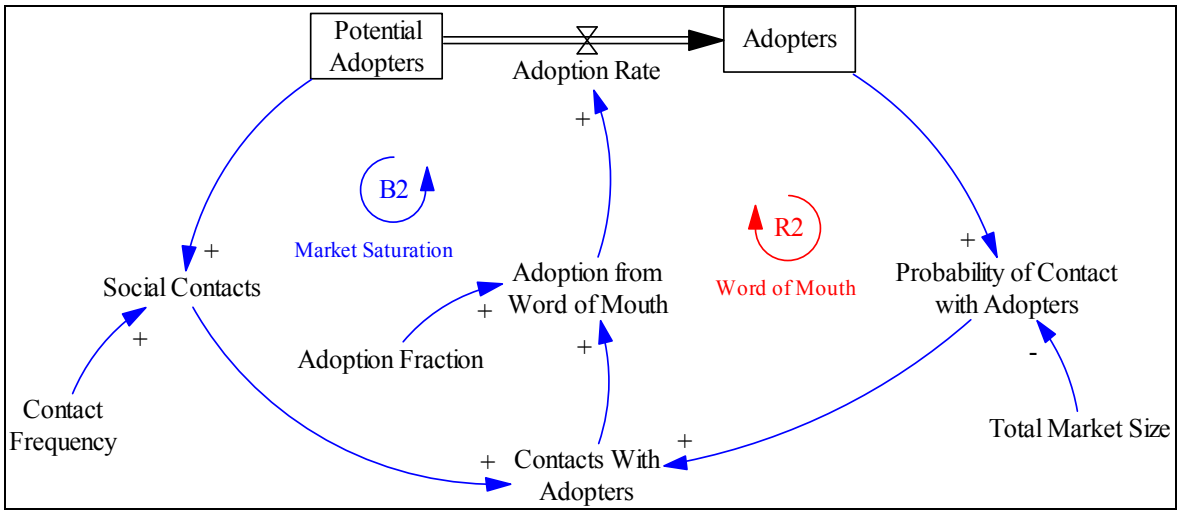 Potential
Adopters
Adopters
Adoption Rate
+
B2
Market Saturation
R2
Word of Mouth
+
Social Contacts
+
Adoption from
Word of Mouth
+
+
Probability of Contact
with Adopters
+
Adoption Fraction
+
-
Contact
Frequency
Total Market Size
+
Contacts With
Adopters
+